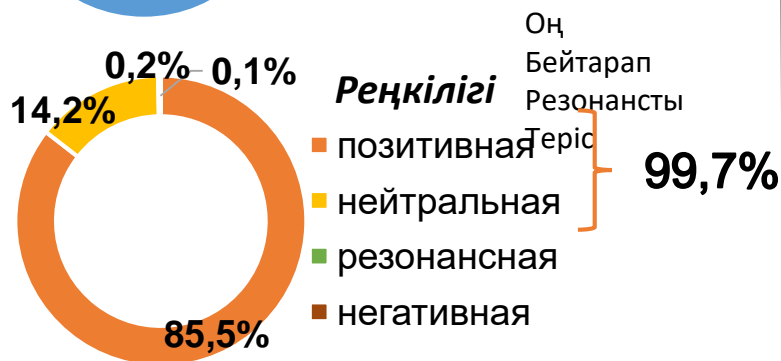 Оң
Бейтарап
Резонансты
Теріс
0,2%
0,1%
14,2%
85,5%
Реңкілігі
позитивная
нейтральная
резонансная
негативная
99,7%